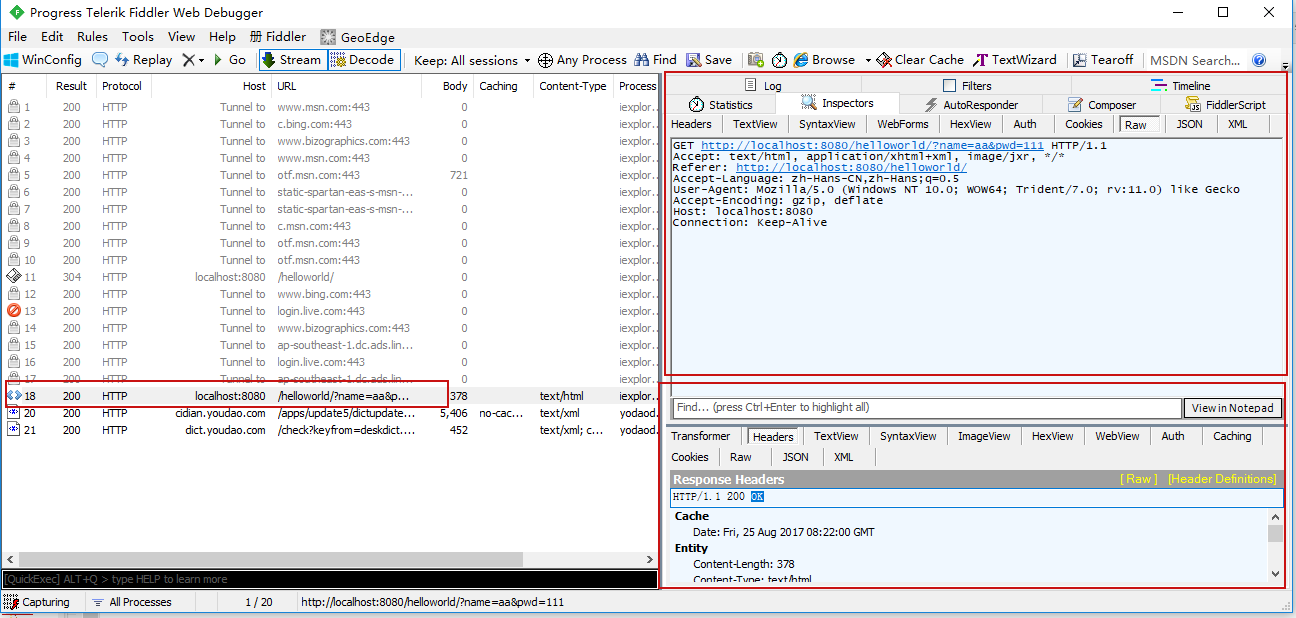 Progress Telerik Fiddler Web Debugger
File Edit Rules Tools View Help 册 Fiddler GeoEdge
WinConfig Replay Go Stream Decode Keep: All sessions Any Process Find Save Browse Clear Cache TextWizard Tearoff MSDN Search...
# Result Protocol Host URL Body Caching Content-Type Process
1 200 HTTP Tunnel to www.msn.com:443 0 iexplor...
2 200 HTTP Tunnel to c.bing.com:443 0 iexplor...
3 200 HTTP Tunnel to www.bizographics.com:443 0 iexplor...
4 200 HTTP Tunnel to www.msn.com:443 0 iexplor...
5 200 HTTP Tunnel to otf.msn.com:443 721 iexplor...
6 200 HTTP Tunnel to static-spartan-eas-s-msn-... 0 iexplor...
7 200 HTTP Tunnel to static-spartan-eas-s-msn-... 0 iexplor...
8 200 HTTP Tunnel to c.msn.com:443 0 iexplor...
9 200 HTTP Tunnel to otf.msn.com:443 0 iexplor...
10 200 HTTP Tunnel to otf.msn.com:443 0 iexplor...
11 304 HTTP localhost:8080 /helloworld/ 0 iexplor...
12 200 HTTP Tunnel to www.bing.com:443 0 iexplor...
13 200 HTTP Tunnel to login.live.com:443 0 iexplor...
14 200 HTTP Tunnel to www.bizographics.com:443 0 iexplor...
15 200 HTTP Tunnel to ap-southeast-1.dc.ads.lin... 0 iexplor...
16 200 HTTP Tunnel to login.live.com:443 0 iexplor...
17 200 HTTP Tunnel to ap-southeast-1.dc.ads.lin... 0 iexplor...
18 200 HTTP localhost:8080 /helloworld/?name=aa&p... 378 text/html iexplor...
20 200 HTTP cidian.youdao.com /apps/update5/dictupdate... 5,406 no-cac... text/xml yodaod...
21 200 HTTP dict.youdao.com /check?keyfrom=deskdict.... 452 text/xml; c... yodaod...
[QuickExec] ALT+Q > type HELP to learn more
Capturing All Processes 1 / 20 http://localhost:8080/helloworld/?name=aa&pwd=111
Log Filters Timeline
Statistics Inspectors AutoResponder Composer FiddlerScript
Headers TextView SyntaxView WebForms HexView Auth Cookies Raw JSON XML
GET http://localhost:8080/helloworld/?name=aa&pwd=111 HTTP/1.1
Accept: text/html, application/xhtml+xml, image/jxr, */*
Referer: http://localhost:8080/helloworld/
Accept-Language: zh-Hans-CN,zh-Hans;q=0.5
User-Agent: Mozilla/5.0 (Windows NT 10.0; WOW64; Trident/7.0; rv:11.0) like Gecko
Accept-Encoding: gzip, deflate
Host: localhost:8080
Connection: Keep-Alive
Find... (press Ctrl+Enter to highlight all) View in Notepad
Transformer Headers TextView SyntaxView ImageView HexView WebView Auth Caching
Cookies Raw JSON XML
Response Headers [ Raw ] [Header Definitions]
HTTP/1.1 200 OK
Cache
Date: Fri, 25 Aug 2017 08:22:00 GMT
Entity
Content-Length: 378
Content-Type: text/html